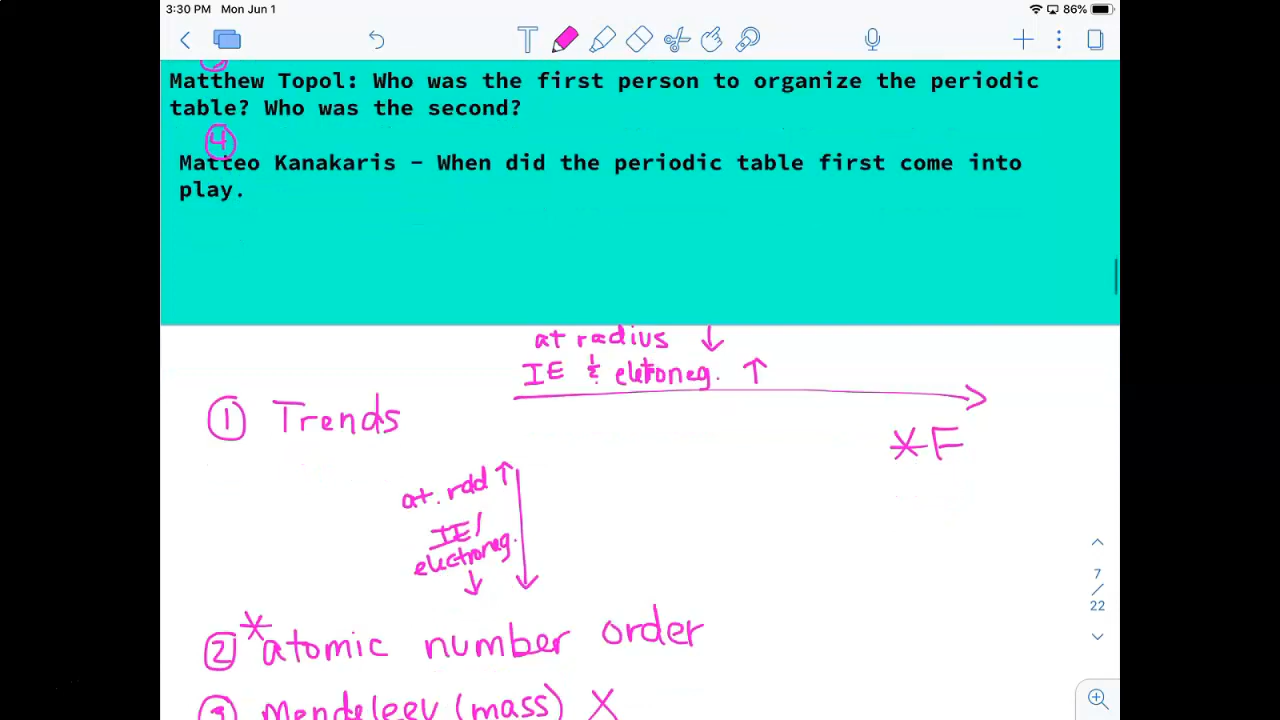 3:30 PM Mon Jun 1
86%
T
Matthew Topol: Who was the first person to organize the periodic
table? Who was the second?
4
Matteo Kanakaris - When did the periodic table first come into
play.
at radius ↓
IE & eletroneg. ↑
1 Trends
*F
at. rad ↑
IE/
electroneg.
↓
7
/
22
2 *atomic number order
3 Mendeleev (mass) X